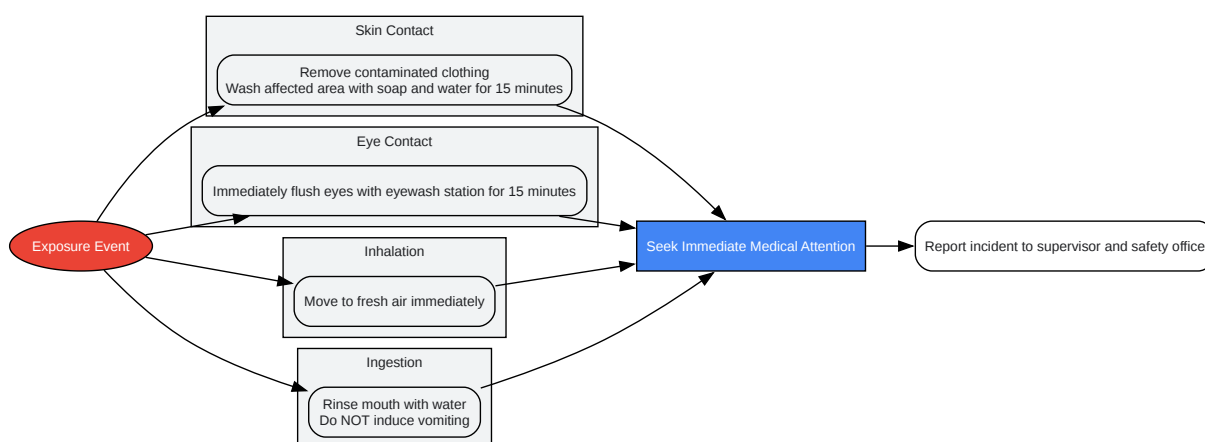 Skin Contact
Remove contaminated clothing
Wash affected area with soap and water for 15 minutes
Eye Contact
Immediately flush eyes with eyewash station for 15 minutes
Exposure Event
Inhalation
Move to fresh air immediately
Ingestion
Rinse mouth with water
Do NOT induce vomiting
Seek Immediate Medical Attention
Report incident to supervisor and safety office